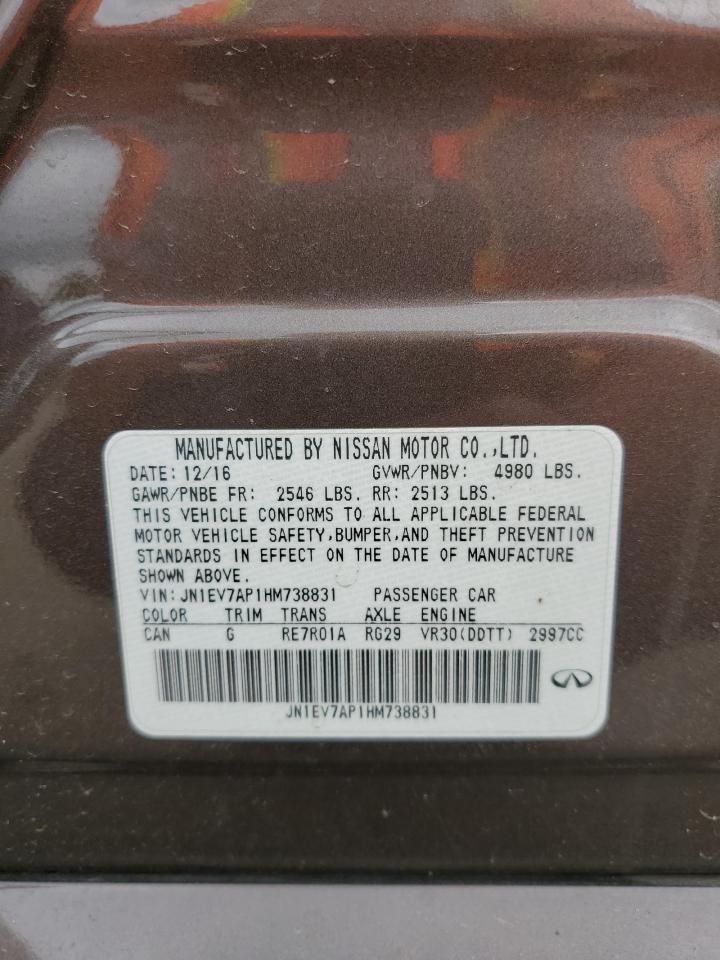 MANUFACTURED BY NISSAN MOTOR CO.,LTD.
DATE: 12/16 GVWR/PNBV: 4980 LBS.
GAWR/PNBE FR: 2546 LBS. RR: 2513 LBS.
THIS VEHICLE CONFORMS TO ALL APPLICABLE FEDERAL
MOTOR VEHICLE SAFETY,BUMPER,AND THEFT PREVENTION
STANDARDS IN EFFECT ON THE DATE OF MANUFACTURE
SHOWN ABOVE.
VIN: JN1EV7AP1HM738831 PASSENGER CAR
COLOR TRIM TRANS AXLE ENGINE
CAN G RE7R01A RG29 VR30(DDTT) 2997CC
JN1EV7AP1HM738831